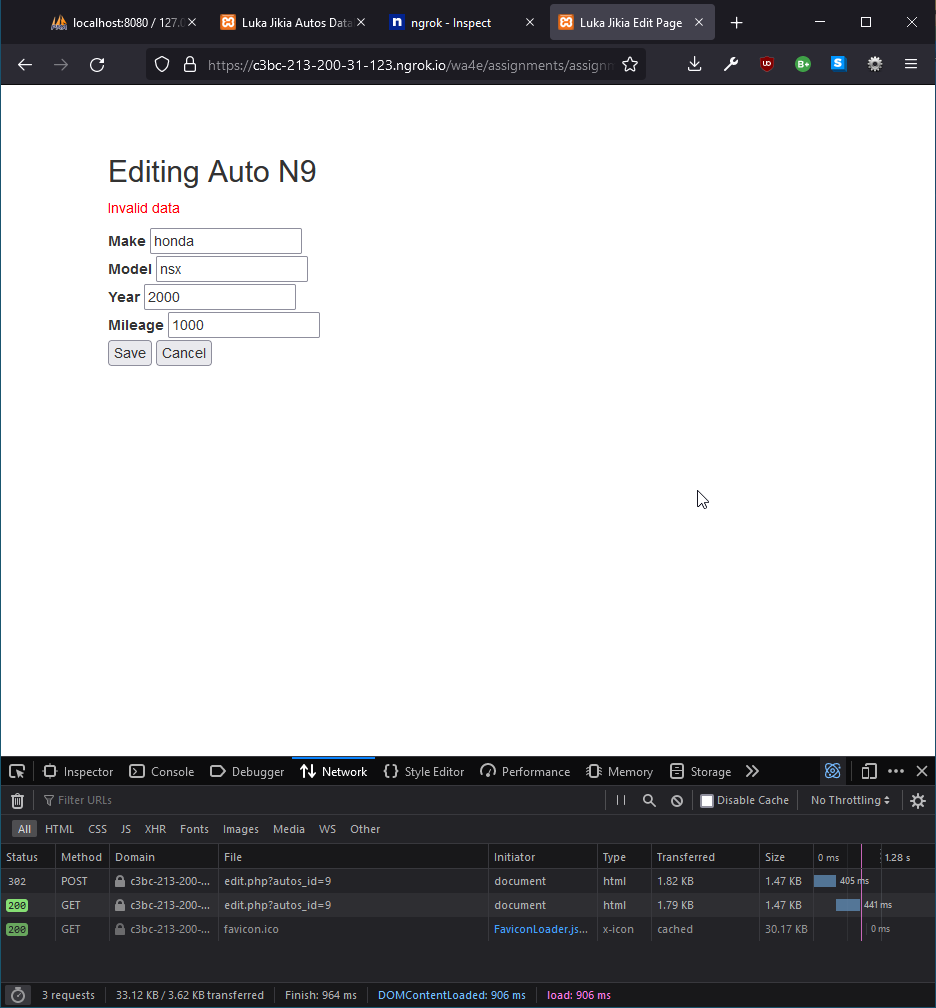 localhost:8080 / 127.0
Luka Jikia Autos Data
ngrok - Inspect
Luka Jikia Edit Page
https://c3bc-213-200-31-123.ngrok.io/wa4e/assignments/assignm
Editing Auto N9
Invalid data
Make honda
Model nsx
Year 2000
Mileage 1000
Save Cancel
Inspector Console Debugger Network Style Editor Performance Memory Storage
Filter URLs Disable Cache No Throttling
All HTML CSS JS XHR Fonts Images Media WS Other
Status Method Domain File Initiator Type Transferred Size 0 ms 1.28 s
302 POST c3bc-213-200-... edit.php?autos_id=9 document html 1.82 KB 1.47 KB 405 ms
200 GET c3bc-213-200-... edit.php?autos_id=9 document html 1.79 KB 1.47 KB 441 ms
200 GET c3bc-213-200-... favicon.ico FaviconLoader.js... x-icon cached 30.17 KB 0 ms
3 requests 33.12 KB / 3.62 KB transferred Finish: 964 ms DOMContentLoaded: 906 ms load: 906 ms